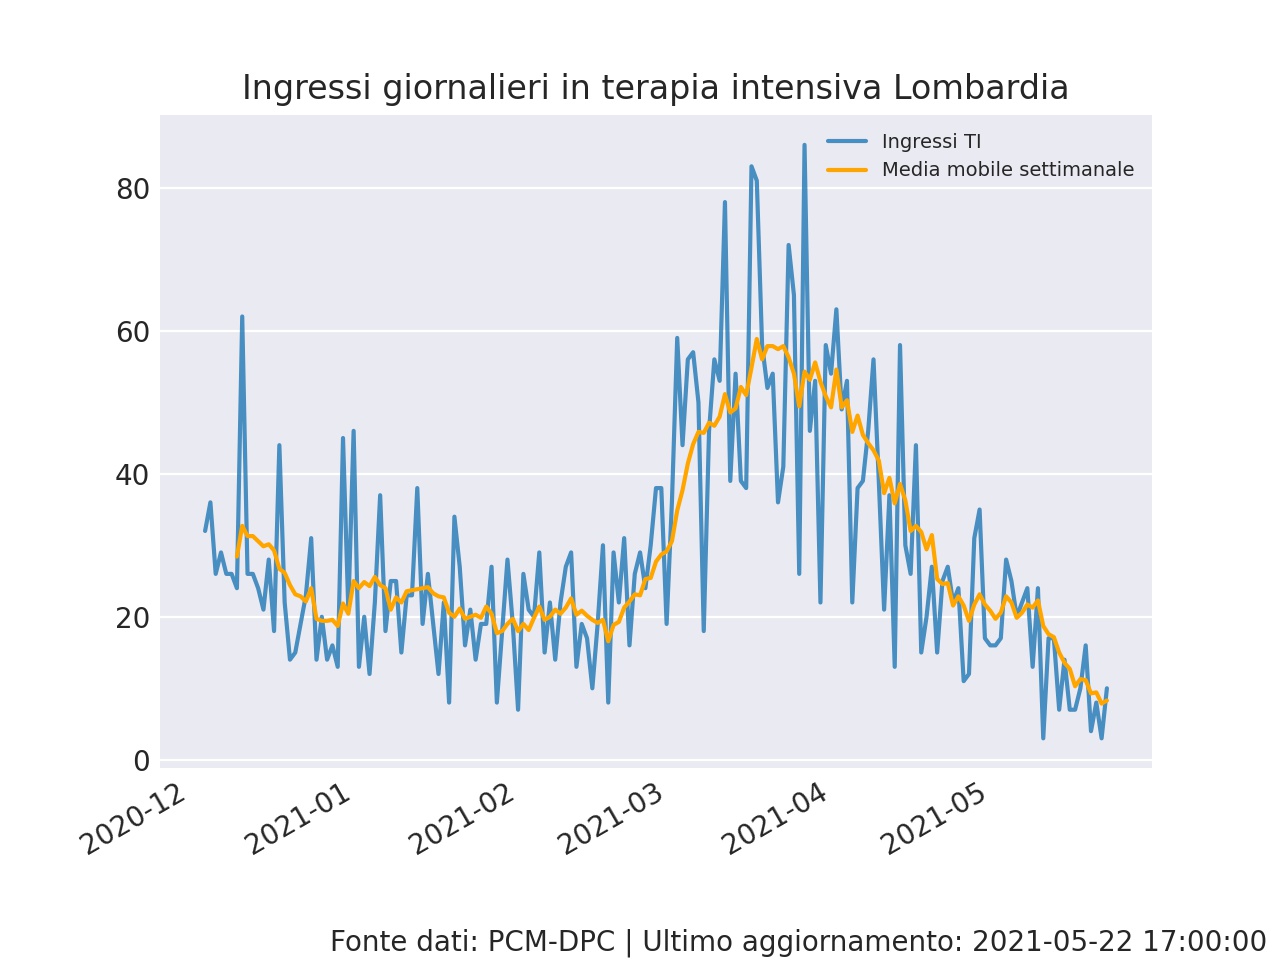 Ingressi giornalieri in terapia intensiva Lombardia
Ingressi TI
Media mobile settimanale
80
60
40
20
0
2020-12
2021-01
2021-02
2021-03
2021-04
2021-05
Fonte dati: PCM-DPC | Ultimo aggiornamento: 2021-05-22 17:00:00